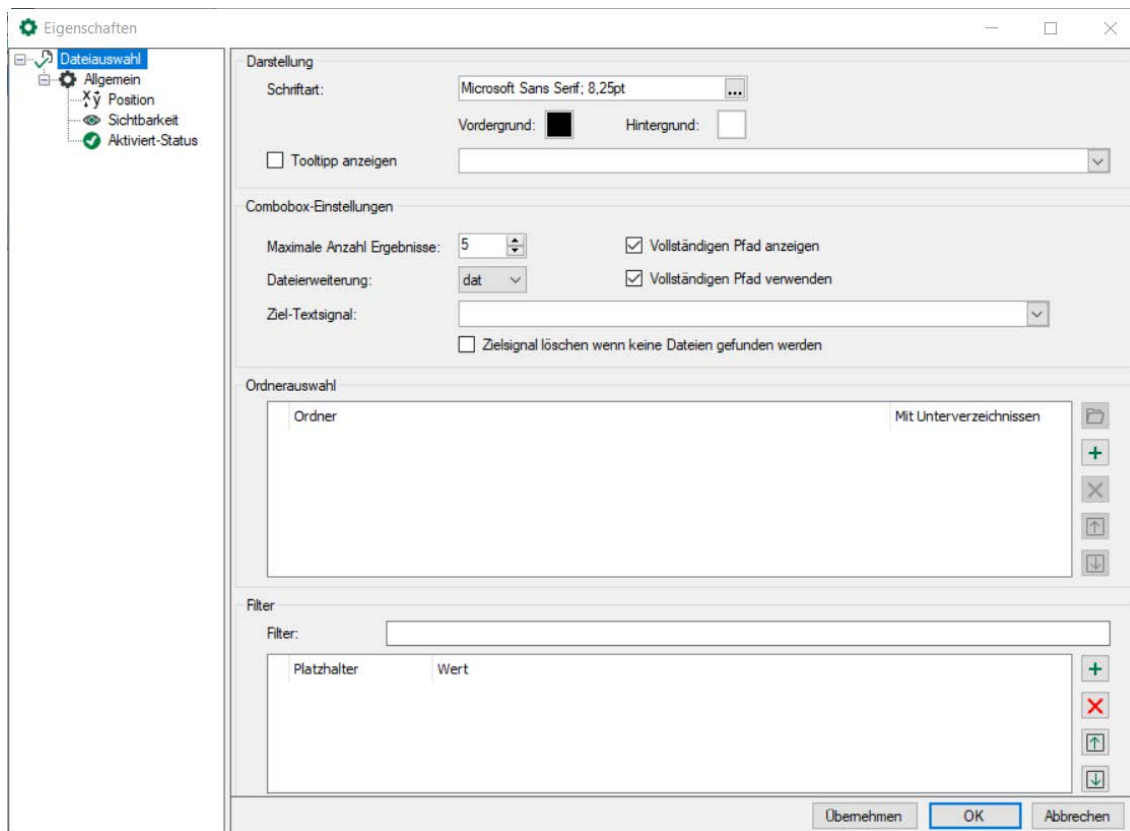 Eigenschaften
Dateiauswahl
Allgemein
Position
Sichtbarkeit
Aktiviert-Status
Darstellung
Schriftart: Microsoft Sans Serif; 8,25pt ...
Vordergrund: Hintergrund:
Tooltipp anzeigen
Combobox-Einstellungen
Maximale Anzahl Ergebnisse: 5 Vollständigen Pfad anzeigen
Dateierweiterung: dat Vollständigen Pfad verwenden
Ziel-Textsignal:
Zielsignal löschen wenn keine Dateien gefunden werden
Ordnerauswahl
Ordner Mit Unterverzeichnissen
Filter
Filter:
Platzhalter Wert
Übernehmen OK Abbrechen